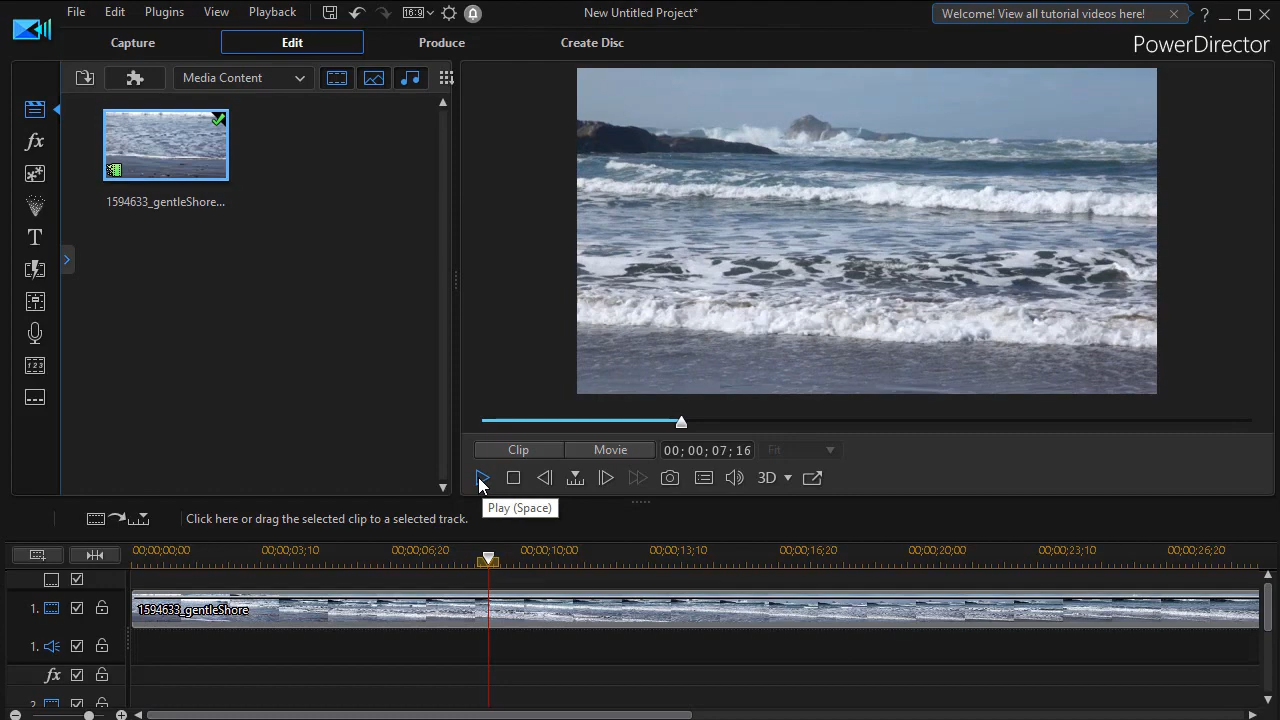 File Edit Plugins View Playback
16:9
New Untitled Project*
Welcome! View all tutorial videos here!
Capture
Edit
Produce
Create Disc
PowerDirector
Media Content
fx
T
1594633_gentleShore...
Clip
Movie
00; 00; 07; 16
Fit
3D
Play (Space)
Click here or drag the selected clip to a selected track.
00;00;00;00
00;00;03;10
00;00;06;20
00;00;10;00
00;00;13;10
00;00;16;20
00;00;20;00
00;00;23;10
00;00;26;20
1.
1594633_gentleShore
1.
fx
2.